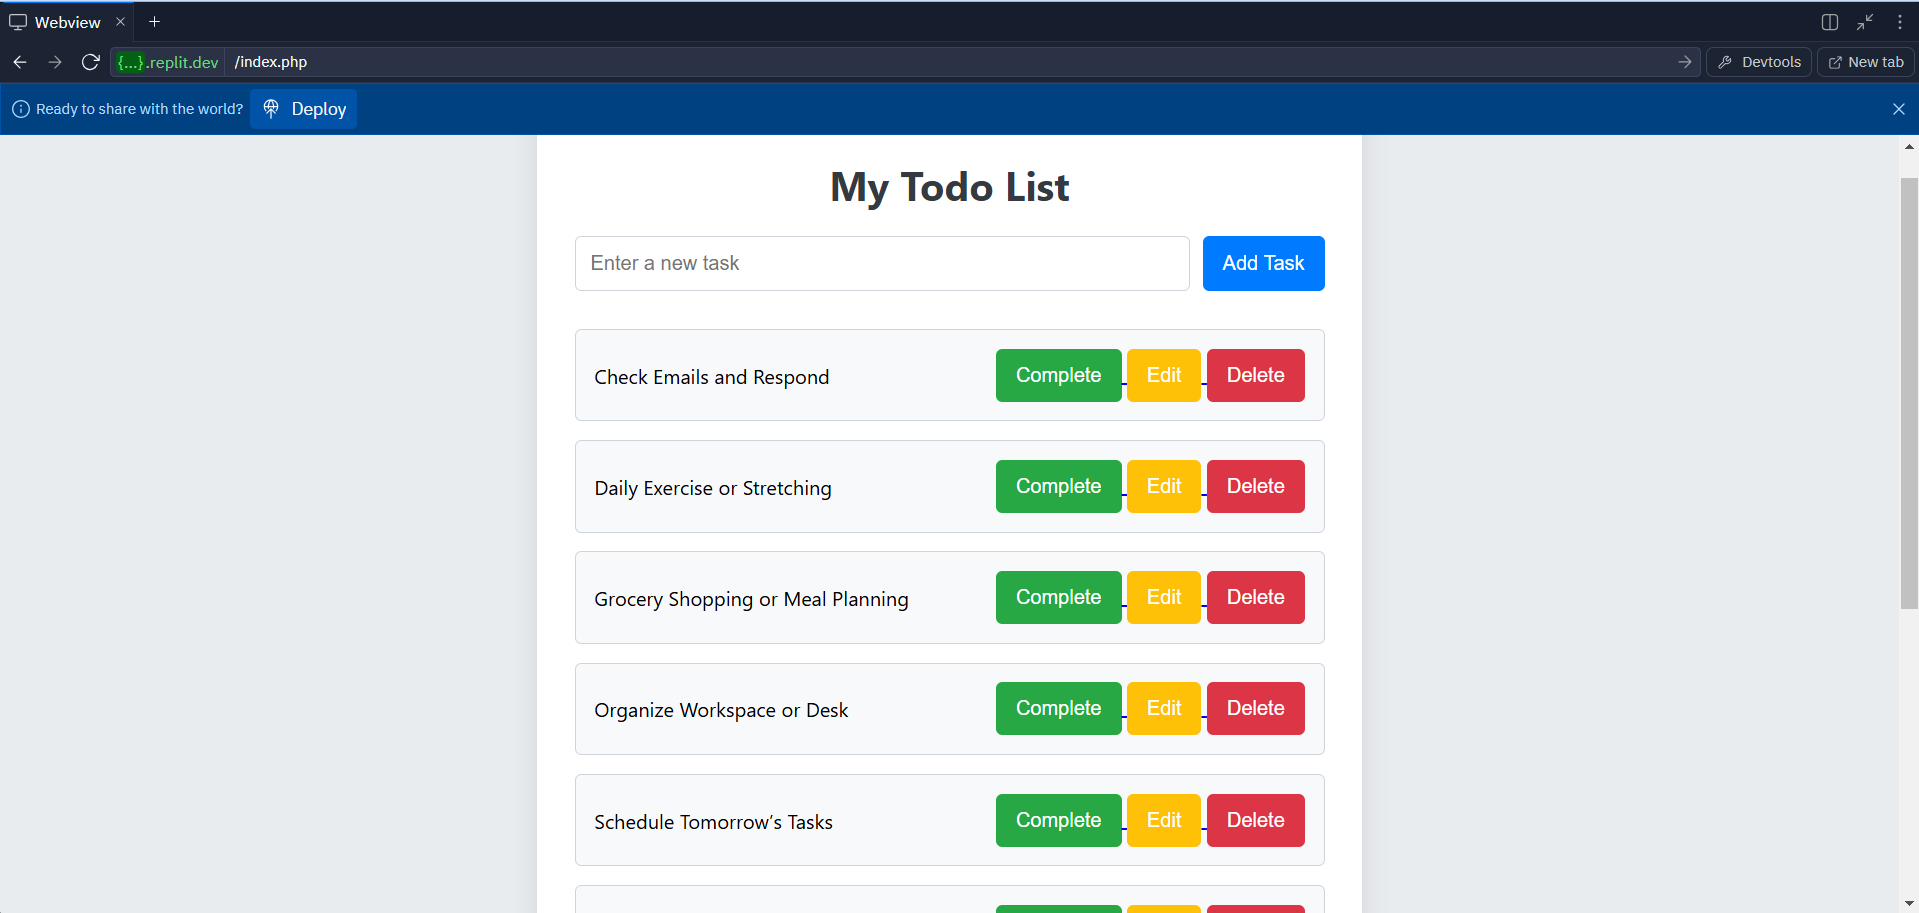 Webview
{...}.replit.dev /index.php Devtools New tab
Ready to share with the world? Deploy
My Todo List
Enter a new task Add Task
Check Emails and Respond Complete Edit Delete
Daily Exercise or Stretching Complete Edit Delete
Grocery Shopping or Meal Planning Complete Edit Delete
Organize Workspace or Desk Complete Edit Delete
Schedule Tomorrow’s Tasks Complete Edit Delete